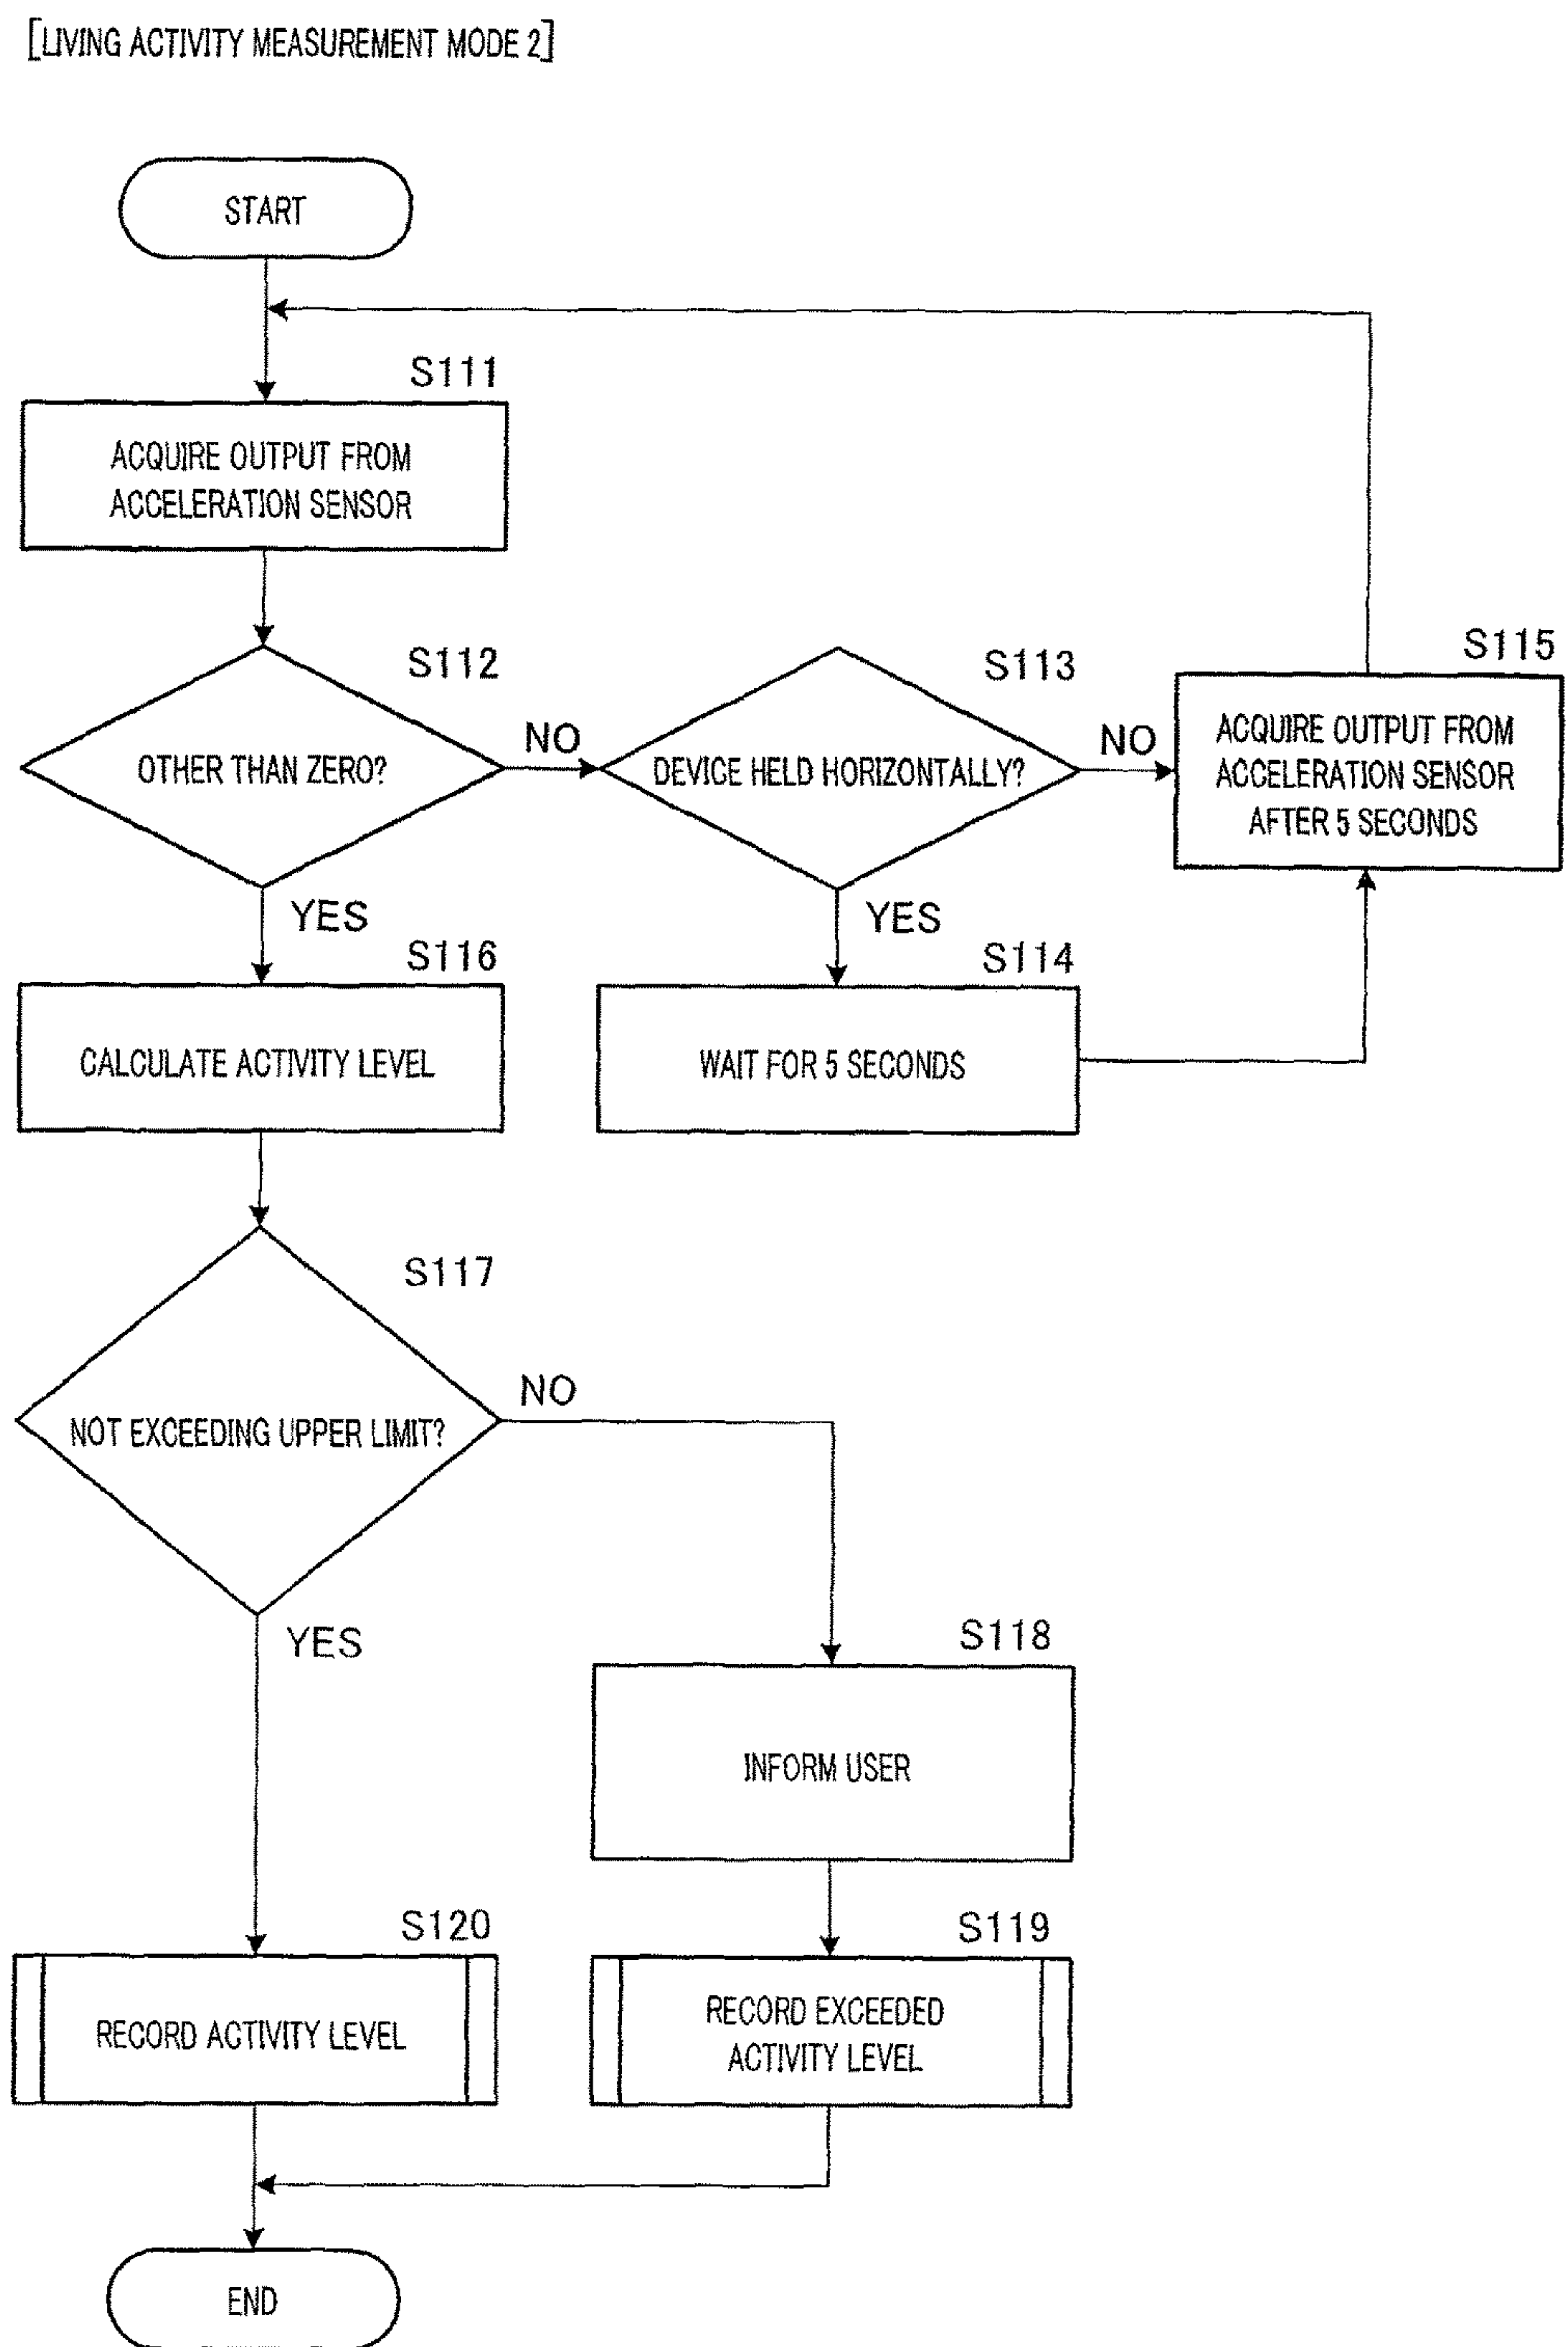 [LIVING ACTIVITY MEASUREMENT MODE 2]
START
S111
ACQUIRE OUTPUT FROM
ACCELERATION SENSOR
S112
OTHER THAN ZERO?
NO
YES
S113
DEVICE HELD HORIZONTALLY?
NO
YES
S115
ACQUIRE OUTPUT FROM
ACCELERATION SENSOR
AFTER 5 SECONDS
S116
CALCULATE ACTIVITY LEVEL
S114
WAIT FOR 5 SECONDS
S117
NOT EXCEEDING UPPER LIMIT?
NO
YES
S118
INFORM USER
S120
RECORD ACTIVITY LEVEL
S119
RECORD EXCEEDED
ACTIVITY LEVEL
END